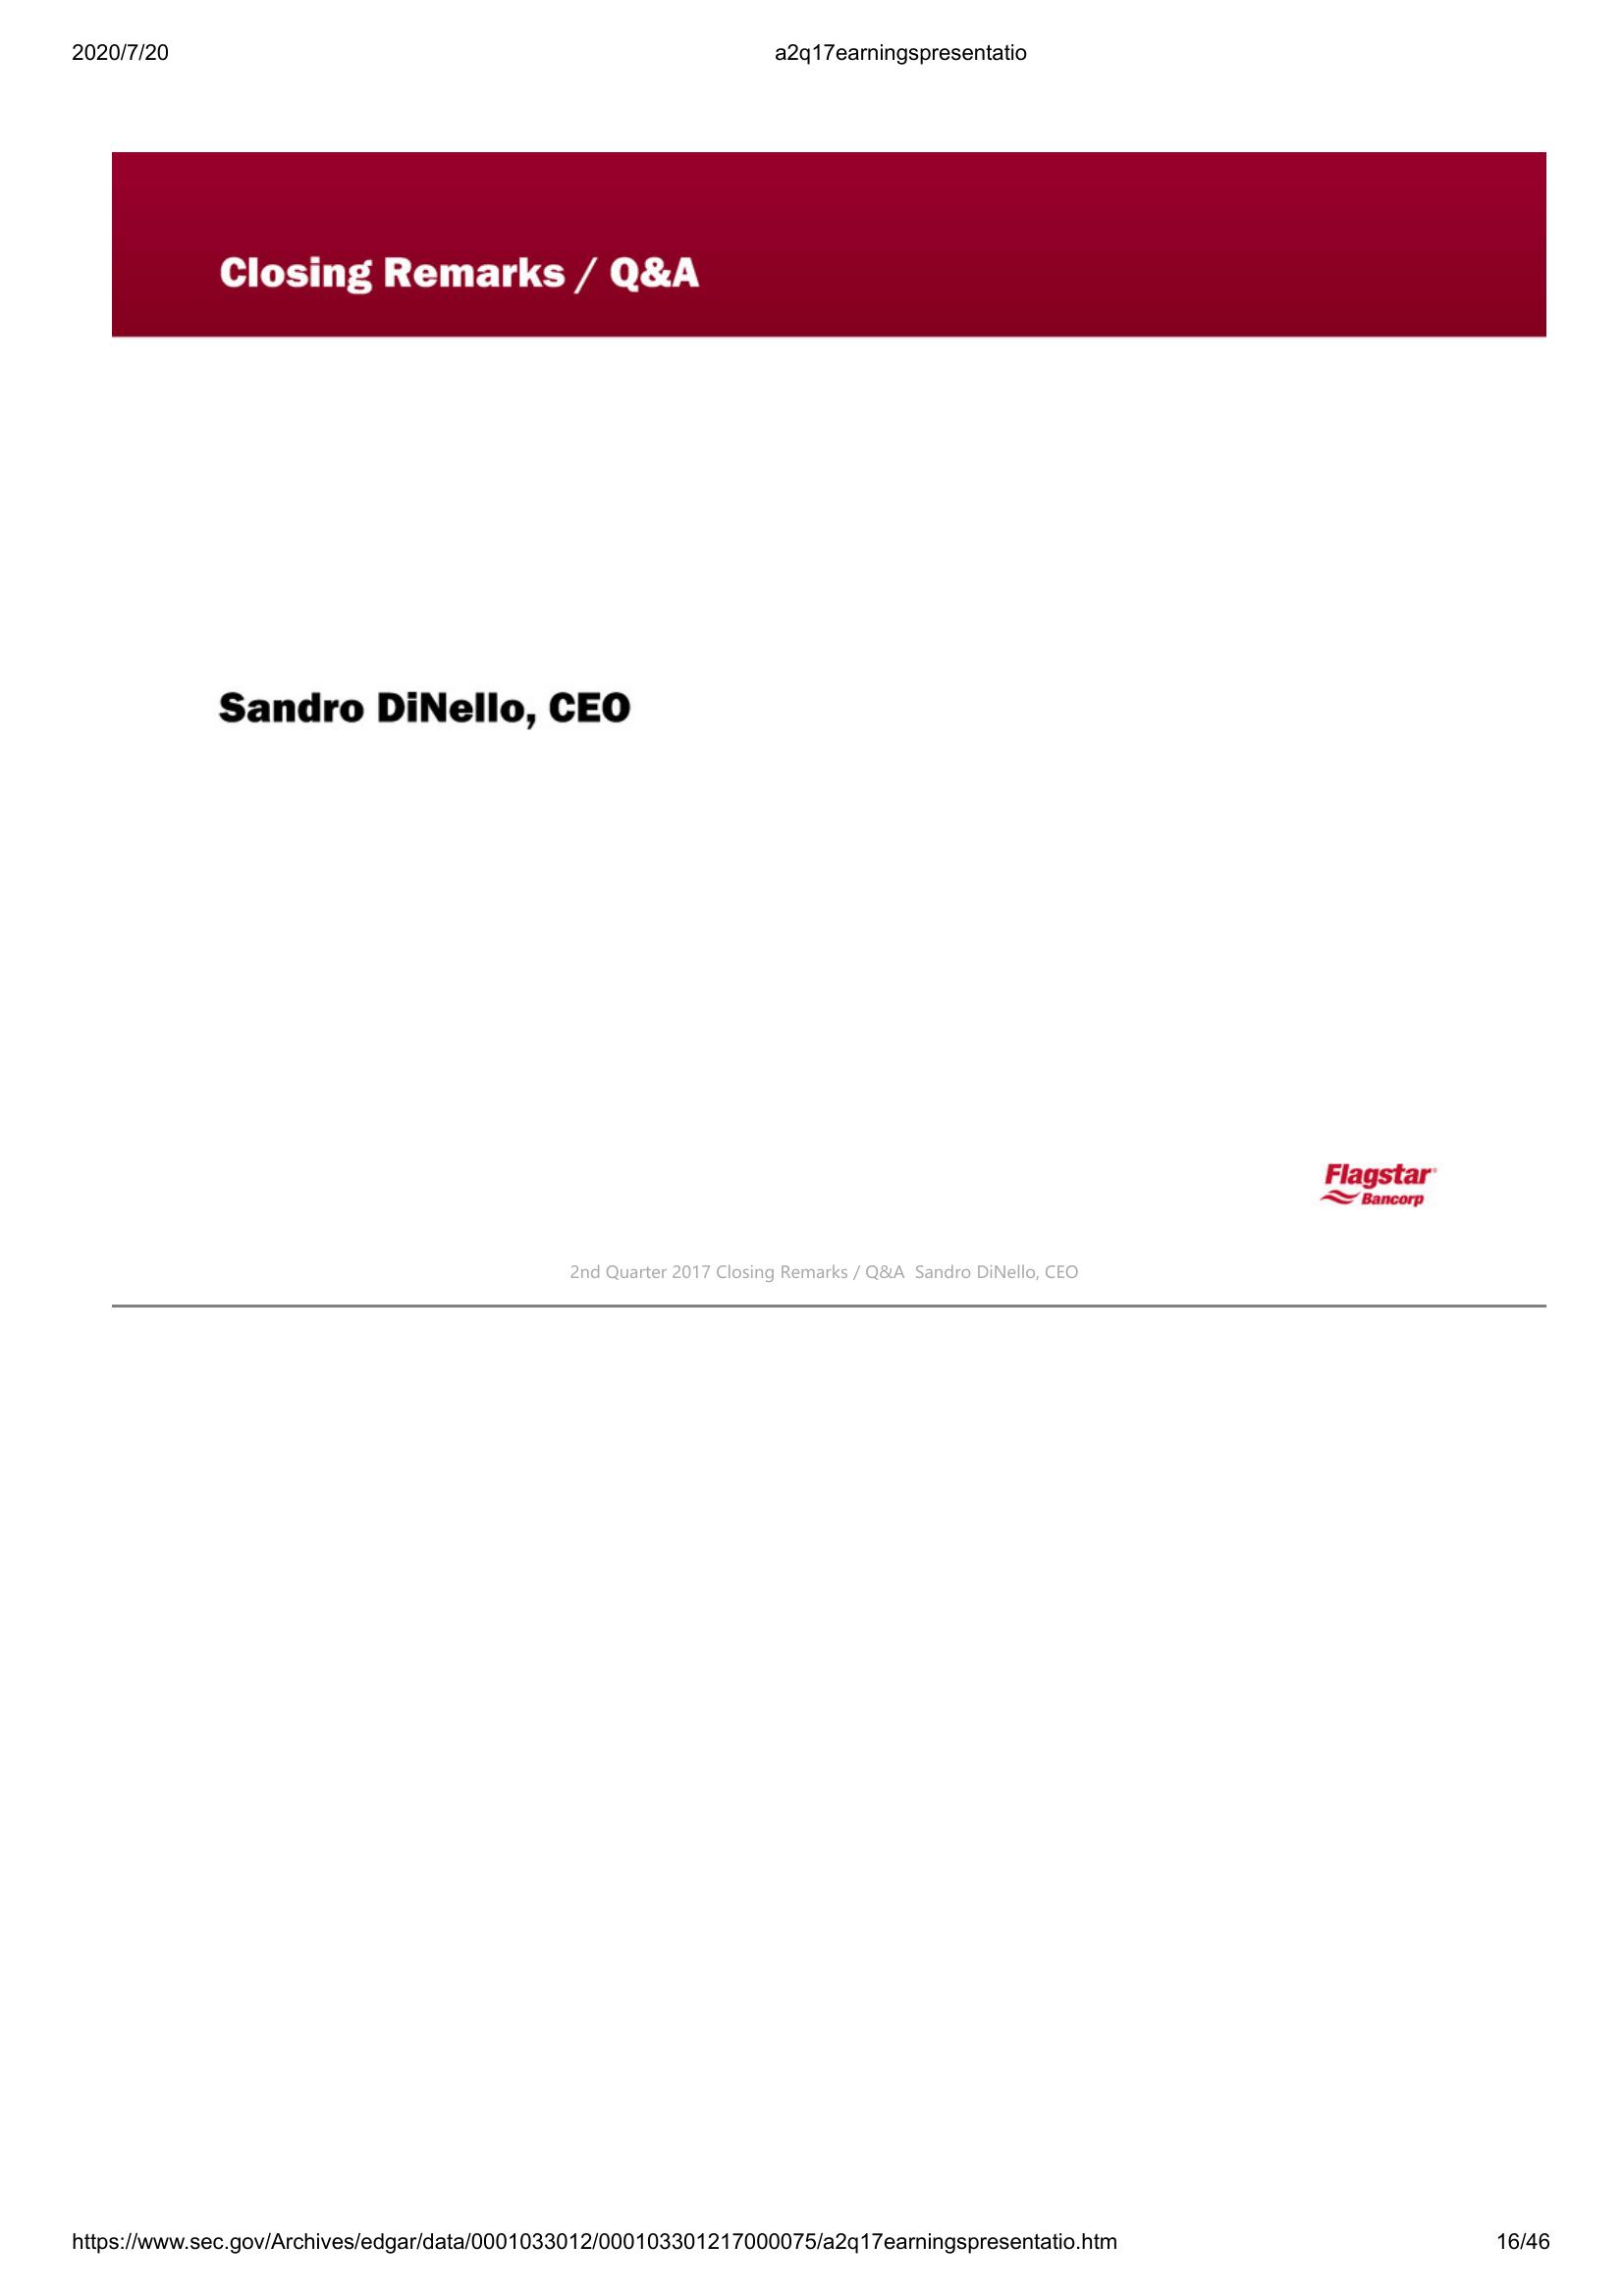 2020/7/20 a2q17earningspresentatio
Closing Remarks / Q&A
Sandro DiNello, CEO
Flagstar®
Bancorp
2nd Quarter 2017 Closing Remarks / Q&A  Sandro DiNello, CEO
https://www.sec.gov/Archives/edgar/data/0001033012/000103301217000075/a2q17earningspresentatio.htm 16/46